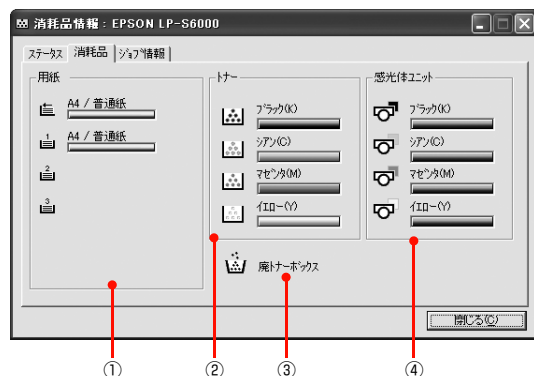 消耗品情報 : EPSON LP-S6000
ステータス 消耗品 ジョブ情報
用紙
A4 / 普通紙
1 A4 / 普通紙
2
3
トナー
ブラック(K)
シアン(C)
マゼンタ(M)
イエロー(Y)
廃トナーボックス
感光体ユニット
ブラック(K)
シアン(C)
マゼンタ(M)
イエロー(Y)
閉じる(C)
① ② ③ ④